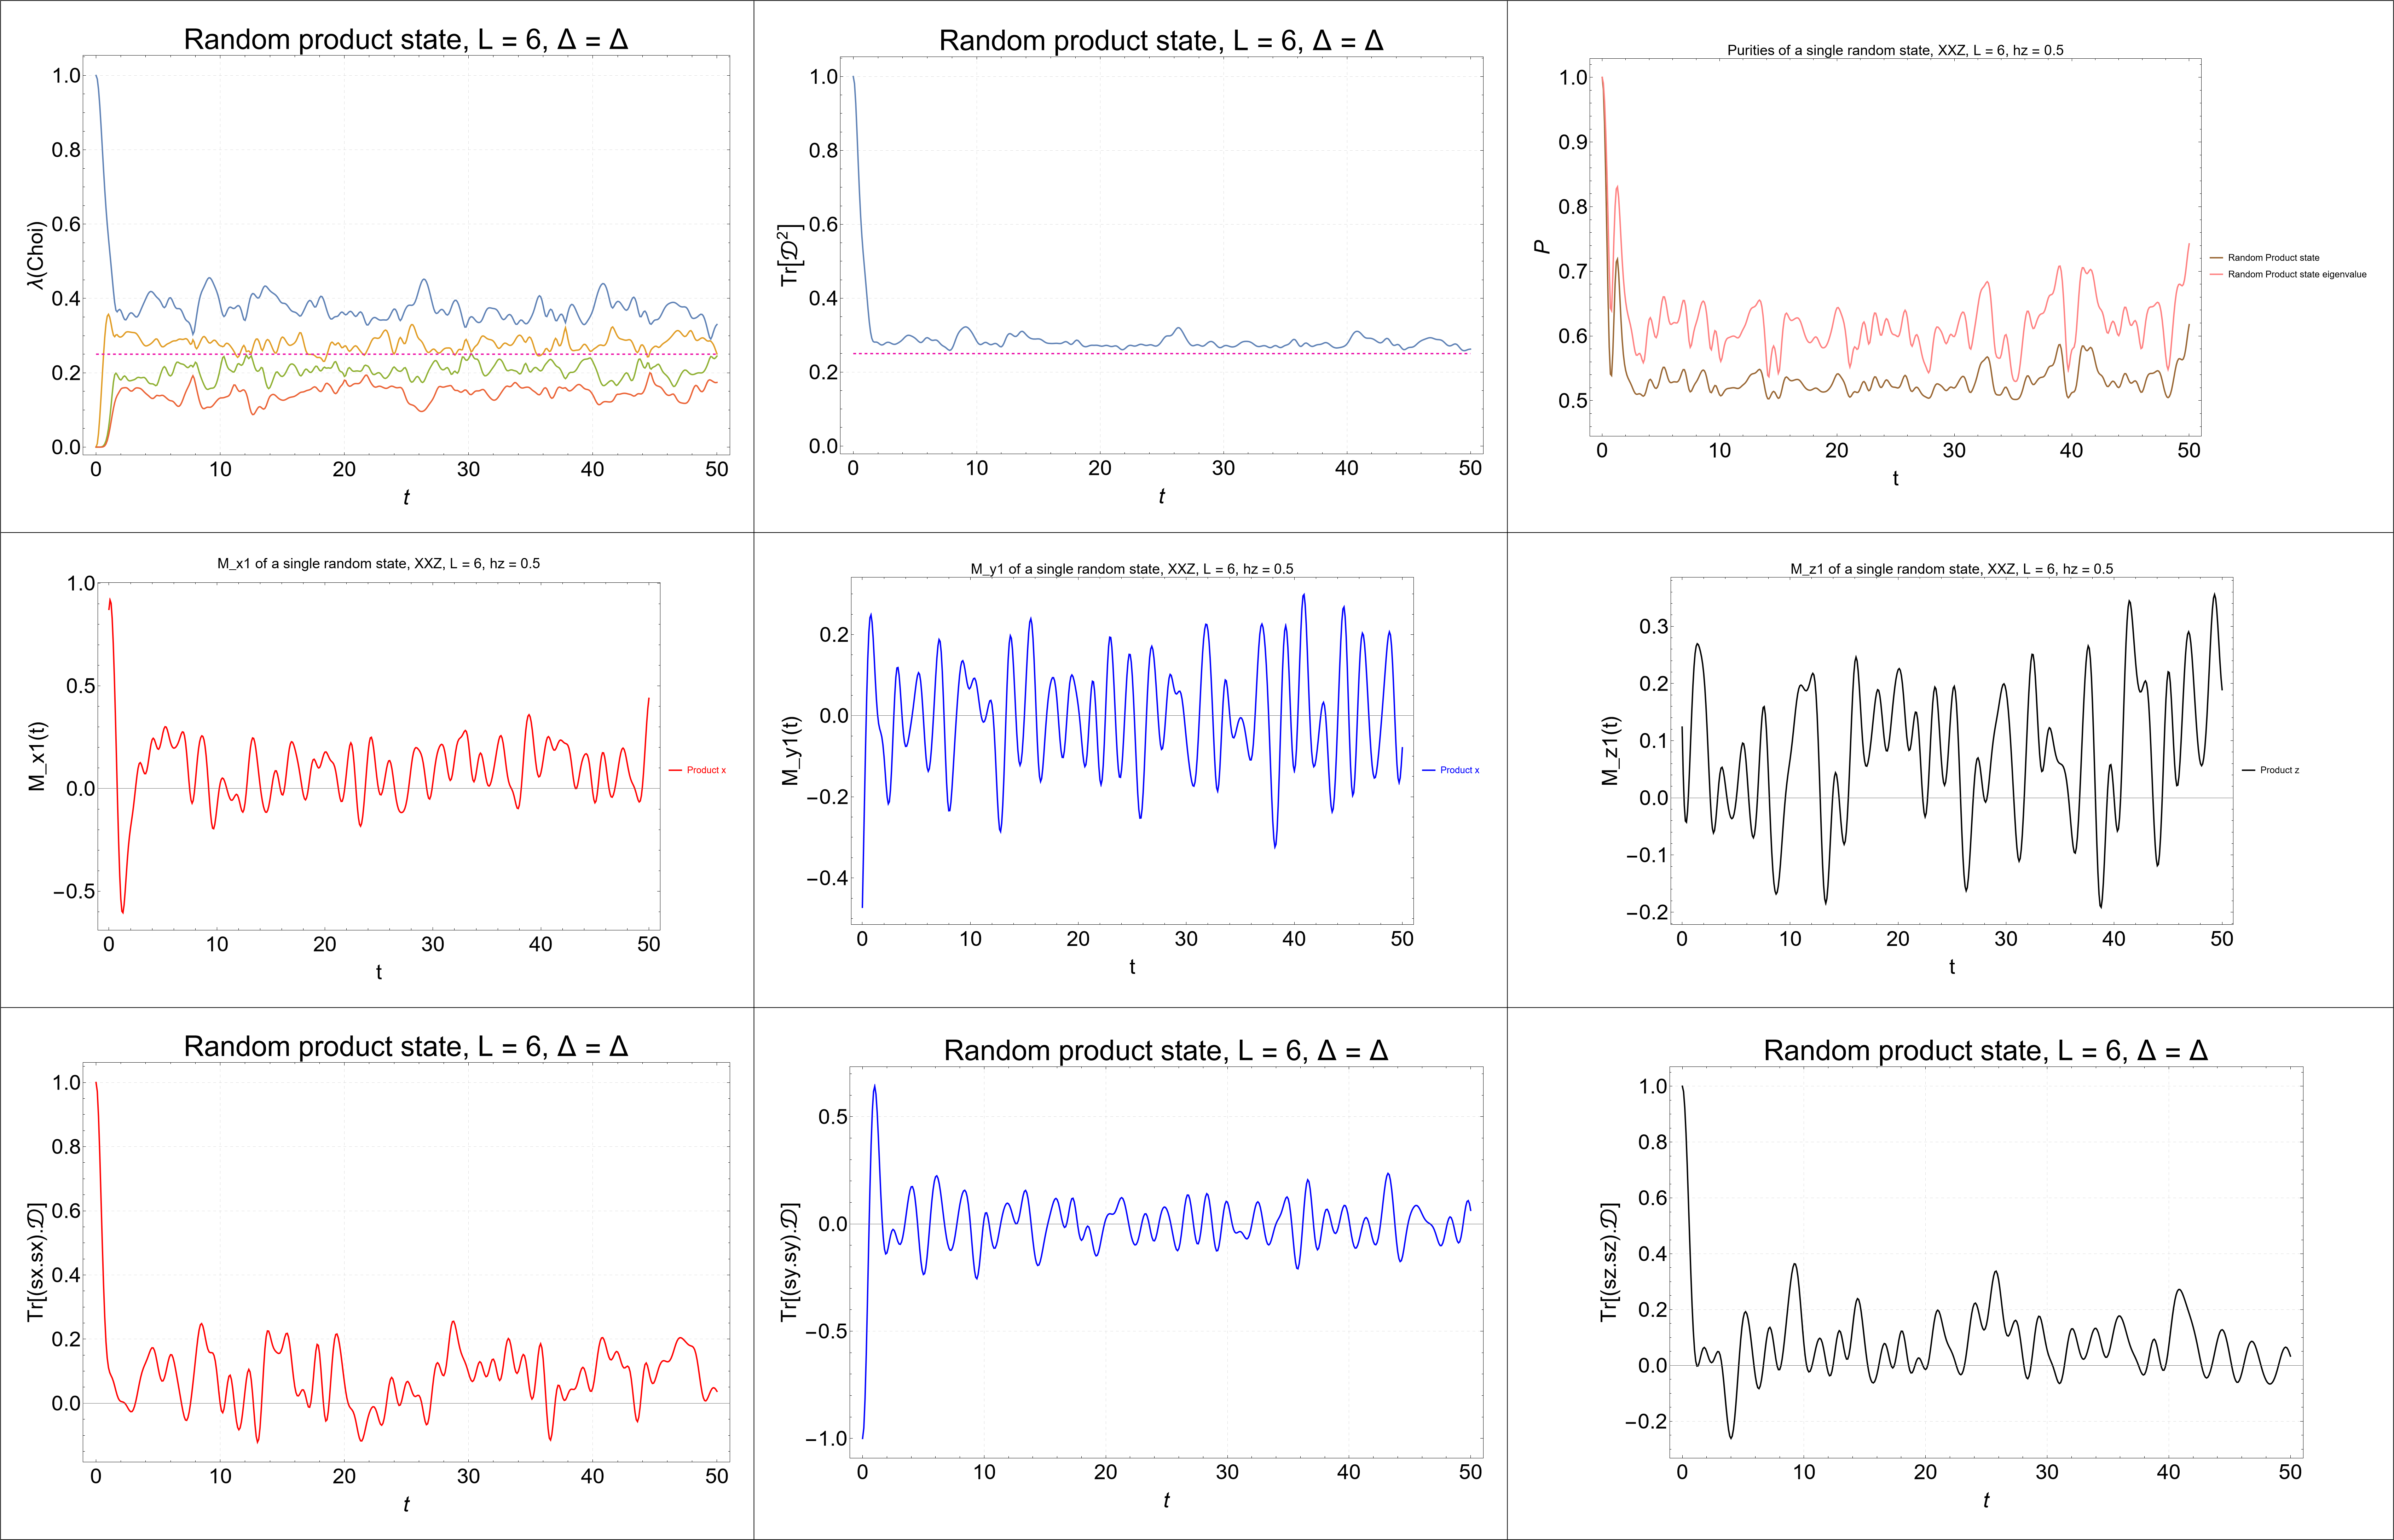 Random product state, L = 6, Δ = Δ
λ(Choi)
1.0
0.8
0.6
0.4
0.2
0.0
0 10 20 30 40 50
t
Random product state, L = 6, Δ = Δ
Tr[𝒟²]
1.0
0.8
0.6
0.4
0.2
0.0
0 10 20 30 40 50
t
Purities of a single random state, XXZ, L = 6, hz = 0.5
P
1.0
0.9
0.8
0.7
0.6
0.5
0 10 20 30 40 50
t
Random Product state
Random Product state eigenvalue
M_x1 of a single random state, XXZ, L = 6, hz = 0.5
M_x1(t)
1.0
0.5
0.0
−0.5
0 10 20 30 40 50
t
Product x
M_y1 of a single random state, XXZ, L = 6, hz = 0.5
M_y1(t)
0.2
0.0
−0.2
−0.4
0 10 20 30 40 50
t
Product x
M_z1 of a single random state, XXZ, L = 6, hz = 0.5
M_z1(t)
0.3
0.2
0.1
0.0
−0.1
−0.2
0 10 20 30 40 50
t
Product z
Random product state, L = 6, Δ = Δ
Tr[(sx.sx).𝒟]
1.0
0.8
0.6
0.4
0.2
0.0
0 10 20 30 40 50
t
Random product state, L = 6, Δ = Δ
Tr[(sy.sy).𝒟]
0.5
0.0
−0.5
−1.0
0 10 20 30 40 50
t
Random product state, L = 6, Δ = Δ
Tr[(sz.sz).𝒟]
1.0
0.8
0.6
0.4
0.2
0.0
−0.2
0 10 20 30 40 50
t